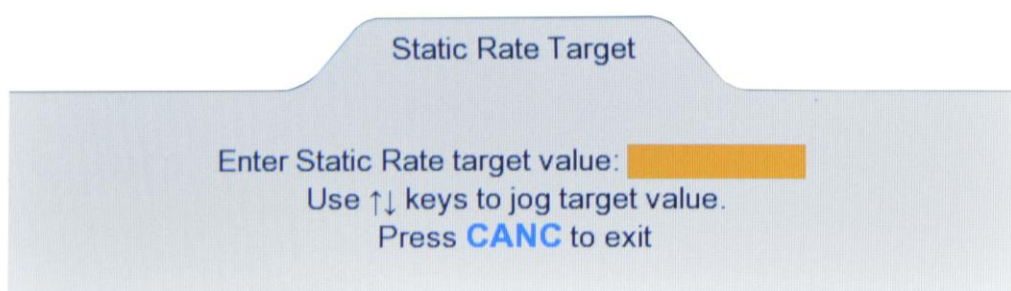 Static Rate Target
Enter Static Rate target value:
Use ↑↓ keys to jog target value.
Press CANC to exit